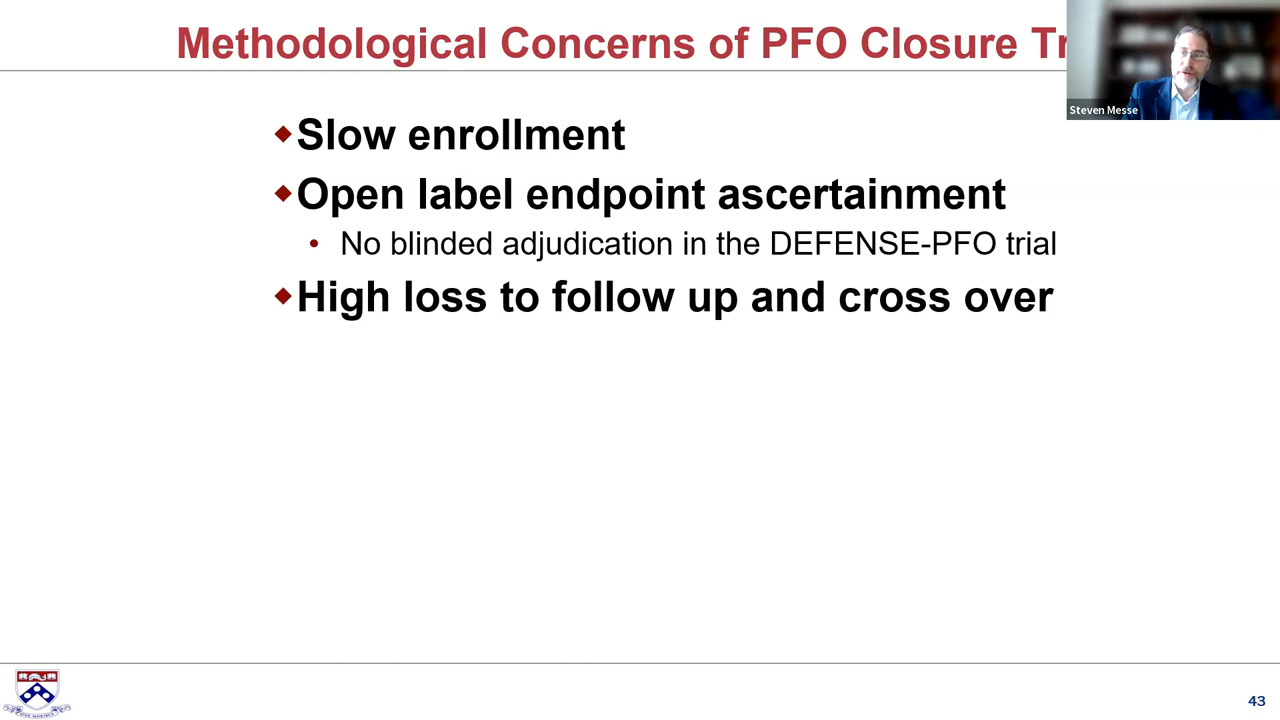 Methodological Concerns of PFO Closure
Steven Messe
Slow enrollment
Open label endpoint ascertainment
No blinded adjudication in the DEFENSE-PFO trial
High loss to follow up and cross over
43